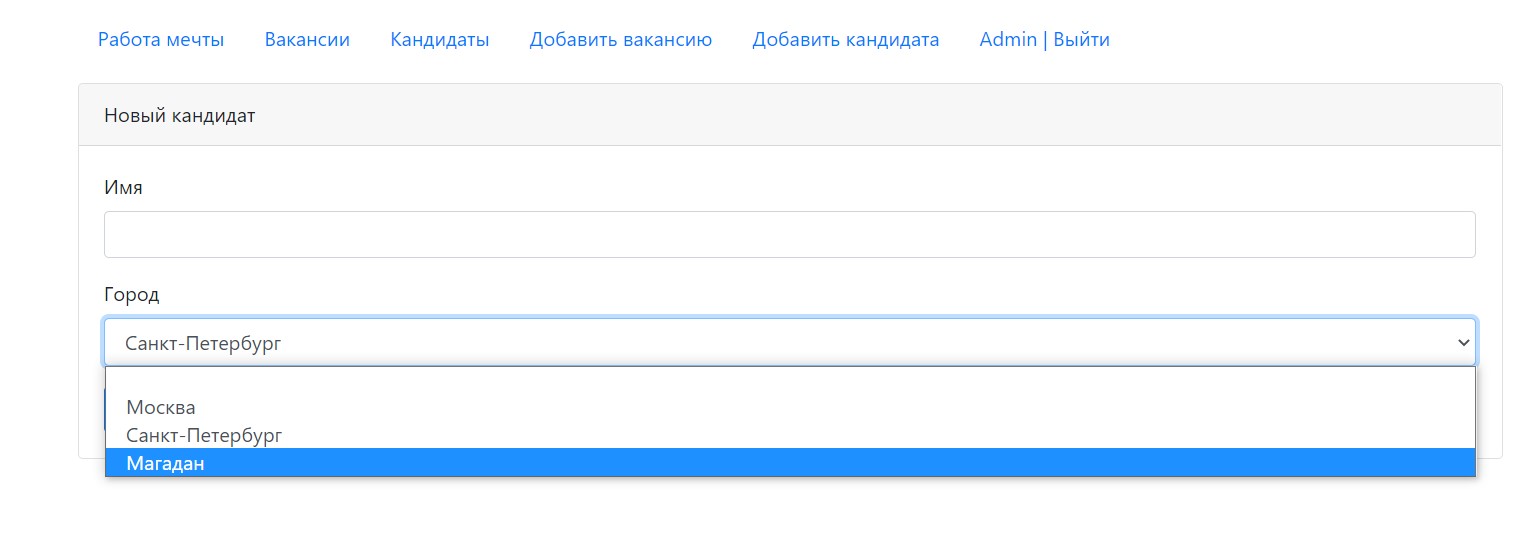 Работа мечты Вакансии Кандидаты Добавить вакансию Добавить кандидата Admin | Выйти
Новый кандидат
Имя
Город
Санкт-Петербург
Москва
Санкт-Петербург
Магадан